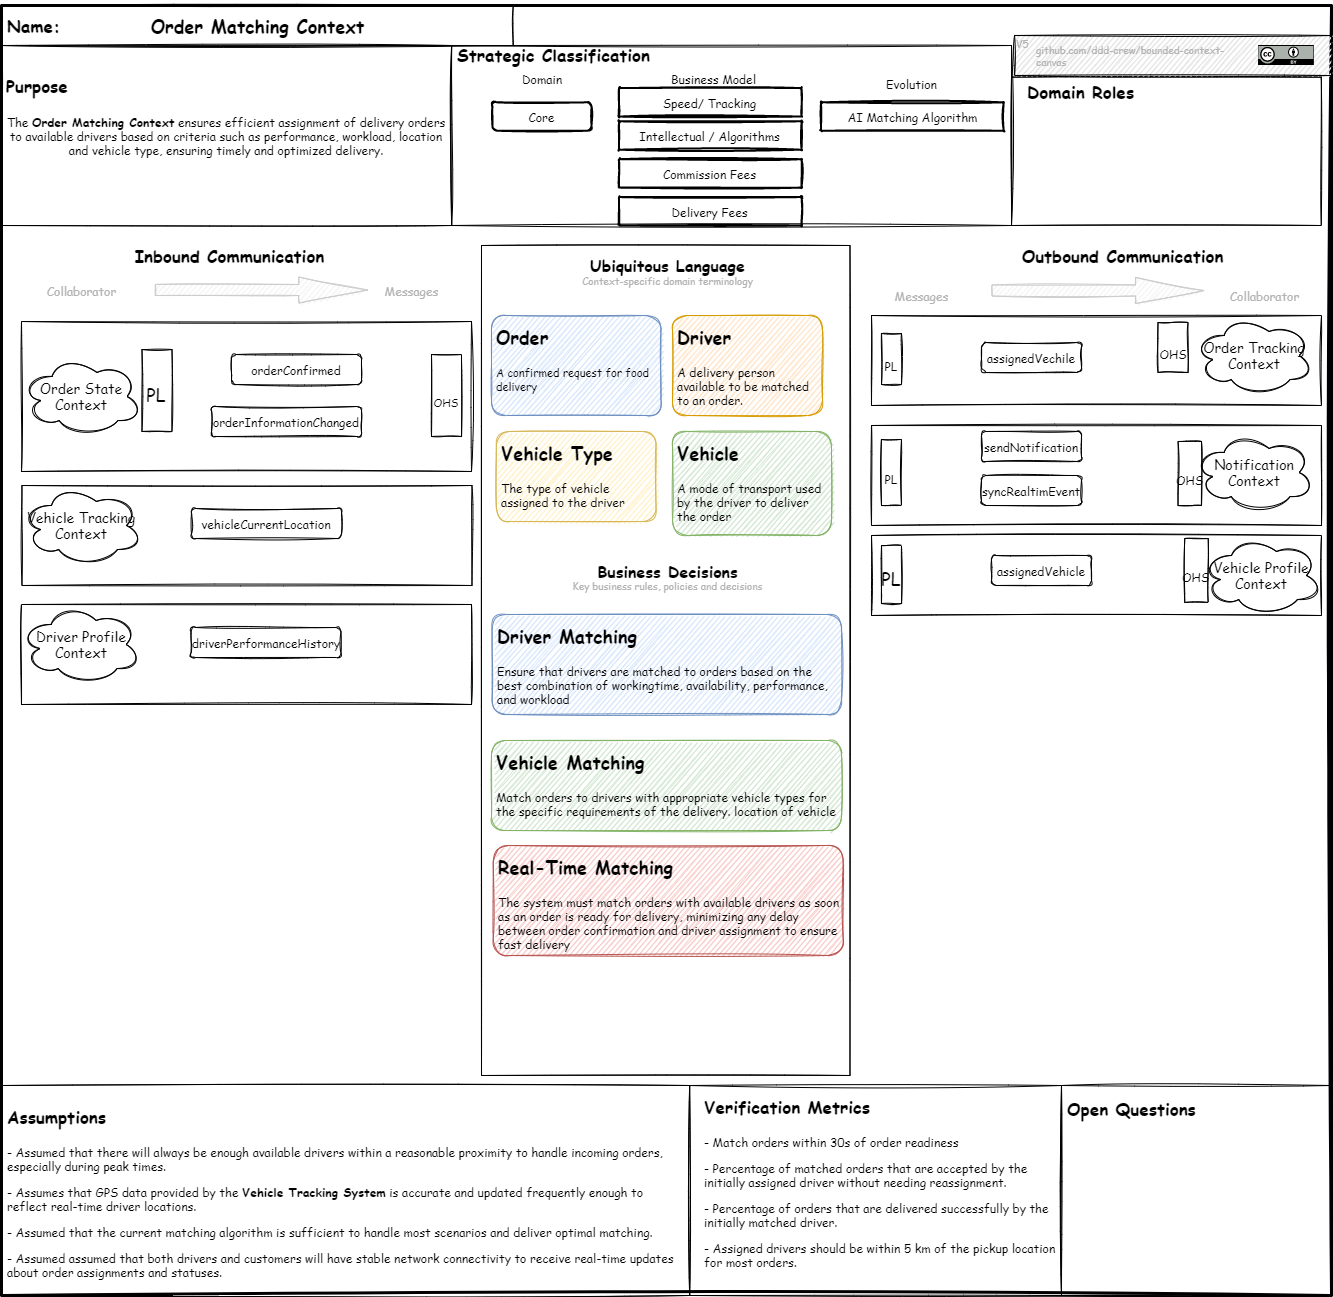 Name:
Order Matching Context
Purpose
The Order Matching Context ensures efficient assignment of delivery orders
to available drivers based on criteria such as performance, workload, location
and vehicle type, ensuring timely and optimized delivery.
Strategic Classification
Domain
Core
Business Model
Speed/ Tracking
Intellectual / Algorithms
Commission Fees
Delivery Fees
Evolution
AI Matching Algorithm
V5
github.com/ddd-crew/bounded-context-
canvas
cc
BY
Domain Roles
Inbound Communication
Collaborator
Messages
Order State
Context
PL
orderConfirmed
orderInformationChanged
OHS
Vehicle Tracking
Context
vehicleCurrentLocation
Driver Profile
Context
driverPerformanceHistory
Ubiquitous Language
Context-specific domain terminology
Order
A confirmed request for food
delivery
Driver
A delivery person
available to be matched
to an order.
Vehicle Type
The type of vehicle
assigned to the driver
Vehicle
A mode of transport used
by the driver to deliver
the order
Business Decisions
Key business rules, policies and decisions
Driver Matching
Ensure that drivers are matched to orders based on the
best combination of workingtime, availability, performance,
and workload
Vehicle Matching
Match orders to drivers with appropriate vehicle types for
the specific requirements of the delivery. location of vehicle
Real-Time Matching
The system must match orders with available drivers as soon
as an order is ready for delivery, minimizing any delay
between order confirmation and driver assignment to ensure
fast delivery
Outbound Communication
Messages
Collaborator
PL
assignedVechile
OHS
Order Tracking
Context
PL
sendNotification
syncRealtimEvent
OHS
Notification
Context
PL
assignedVehicle
OHS
Vehicle Profile
Context
Assumptions
- Assumed that there will always be enough available drivers within a reasonable proximity to handle incoming orders,
especially during peak times.
- Assumes that GPS data provided by the Vehicle Tracking System is accurate and updated frequently enough to
reflect real-time driver locations.
- Assumed that the current matching algorithm is sufficient to handle most scenarios and deliver optimal matching.
- Assumed assumed that both drivers and customers will have stable network connectivity to receive real-time updates
about order assignments and statuses.
Verification Metrics
- Match orders within 30s of order readiness
- Percentage of matched orders that are accepted by the
initially assigned driver without needing reassignment.
- Percentage of orders that are delivered successfully by the
initially matched driver.
- Assigned drivers should be within 5 km of the pickup location
for most orders.
Open Questions